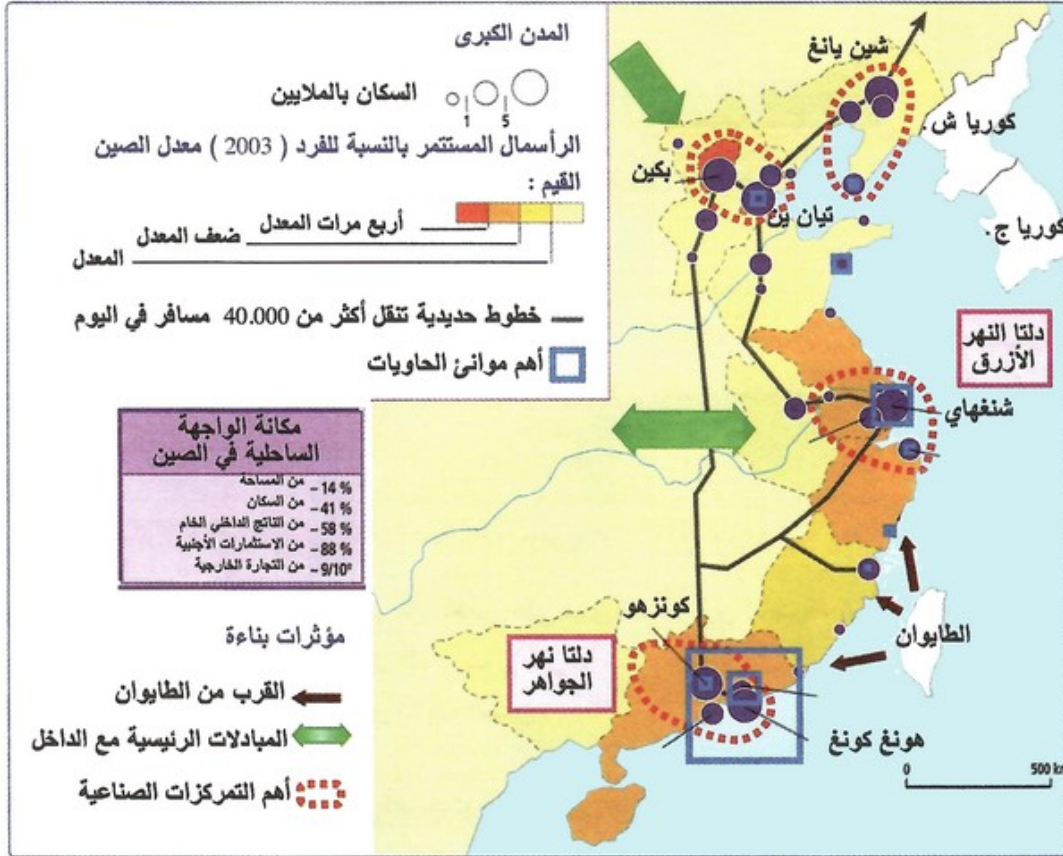 المدن الكبرى
السكان بالملايين
1 5
الرأسمال المستثمر بالنسبة للفرد ( 2003 ) معدل الصين
القيم :
أربع مرات المعدل
ضعف المعدل
المعدل
خطوط حديدية تنقل أكثر من 40.000 مسافر في اليوم
أهم موانئ الحاويات
مكانة الواجهة
الساحلية في الصين
% 14 – من المساحة
% 41 – من السكان
% 58 – من الناتج الداخلي الخام
% 88 – من الاستثمارات الأجنبية
9/10* – من التجارة الخارجية
مؤثرات بناءة
القرب من الطايوان
المبادلات الرئيسية مع الداخل
أهم التمركزات الصناعية
شين يانغ
كوريا ش.
بكين
تيان ين
كوريا ج.
دلتا النهر
الأزرق
شنغهاي
كونزهو
الطايوان
دلتا نهر
الجواهر
هونغ كونغ
0 500 km